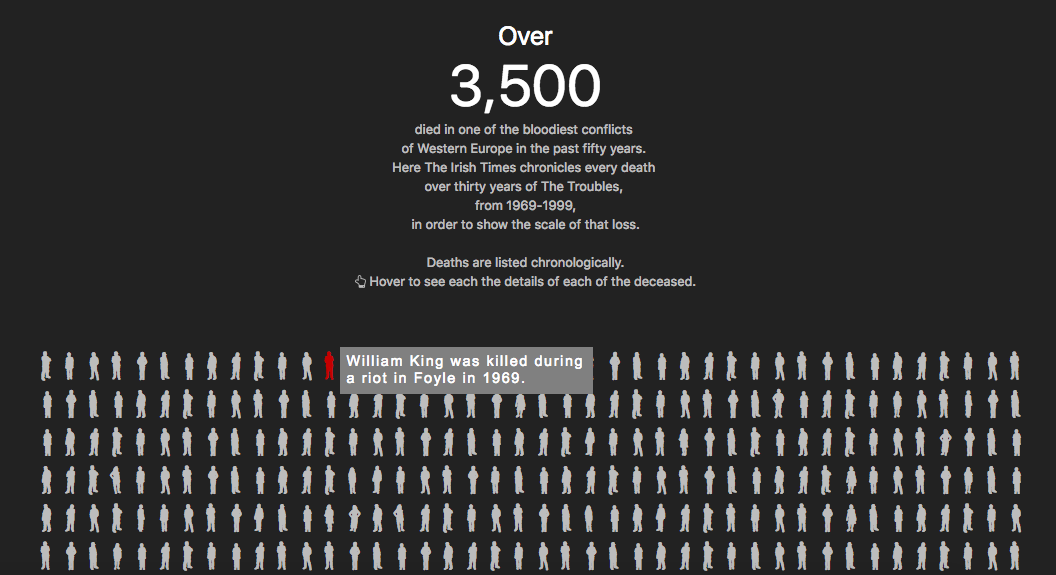 Over
3,500
died in one of the bloodiest conflicts
of Western Europe in the past fifty years.
Here The Irish Times chronicles every death
over thirty years of The Troubles,
from 1969-1999,
in order to show the scale of that loss.
Deaths are listed chronologically.
Hover to see each the details of each of the deceased.
William King was killed during
a riot in Foyle in 1969.